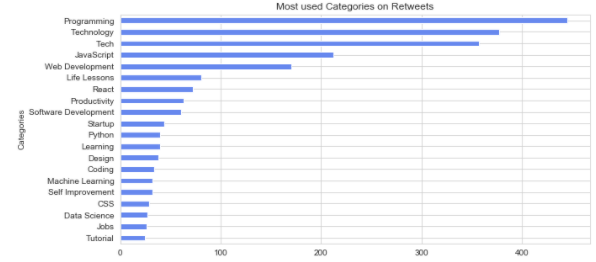 Most used Categories on Retweets
Categories
Programming
Technology
Tech
JavaScript
Web Development
Life Lessons
React
Productivity
Software Development
Startup
Python
Learning
Design
Coding
Machine Learning
Self Improvement
CSS
Data Science
Jobs
Tutorial
0 100 200 300 400